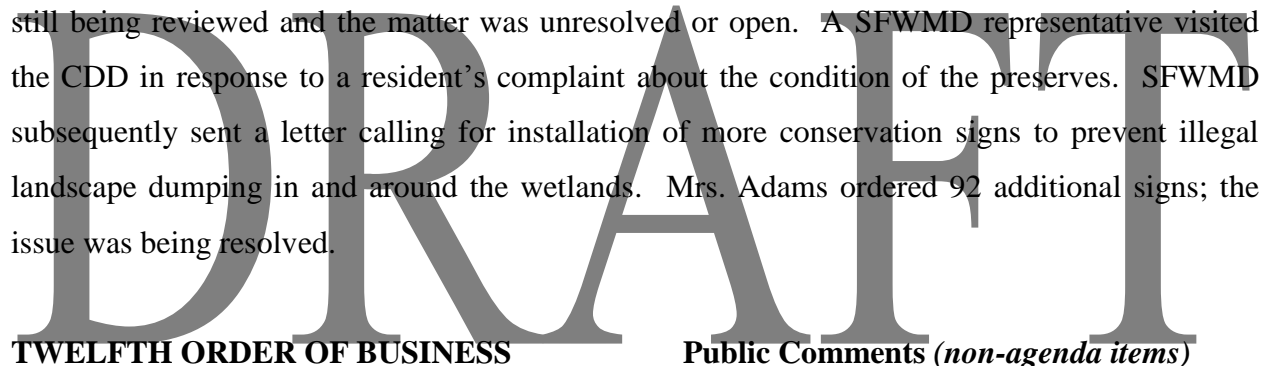 still being reviewed and the matter was unresolved or open.  A SFWMD representative visited
the CDD in response to a resident's complaint about the condition of the preserves.  SFWMD
subsequently sent a letter calling for installation of more conservation signs to prevent illegal
landscape dumping in and around the wetlands.  Mrs. Adams ordered 92 additional signs; the
issue was being resolved.
TWELFTH ORDER OF BUSINESS Public Comments (non-agenda items)
DRAFT